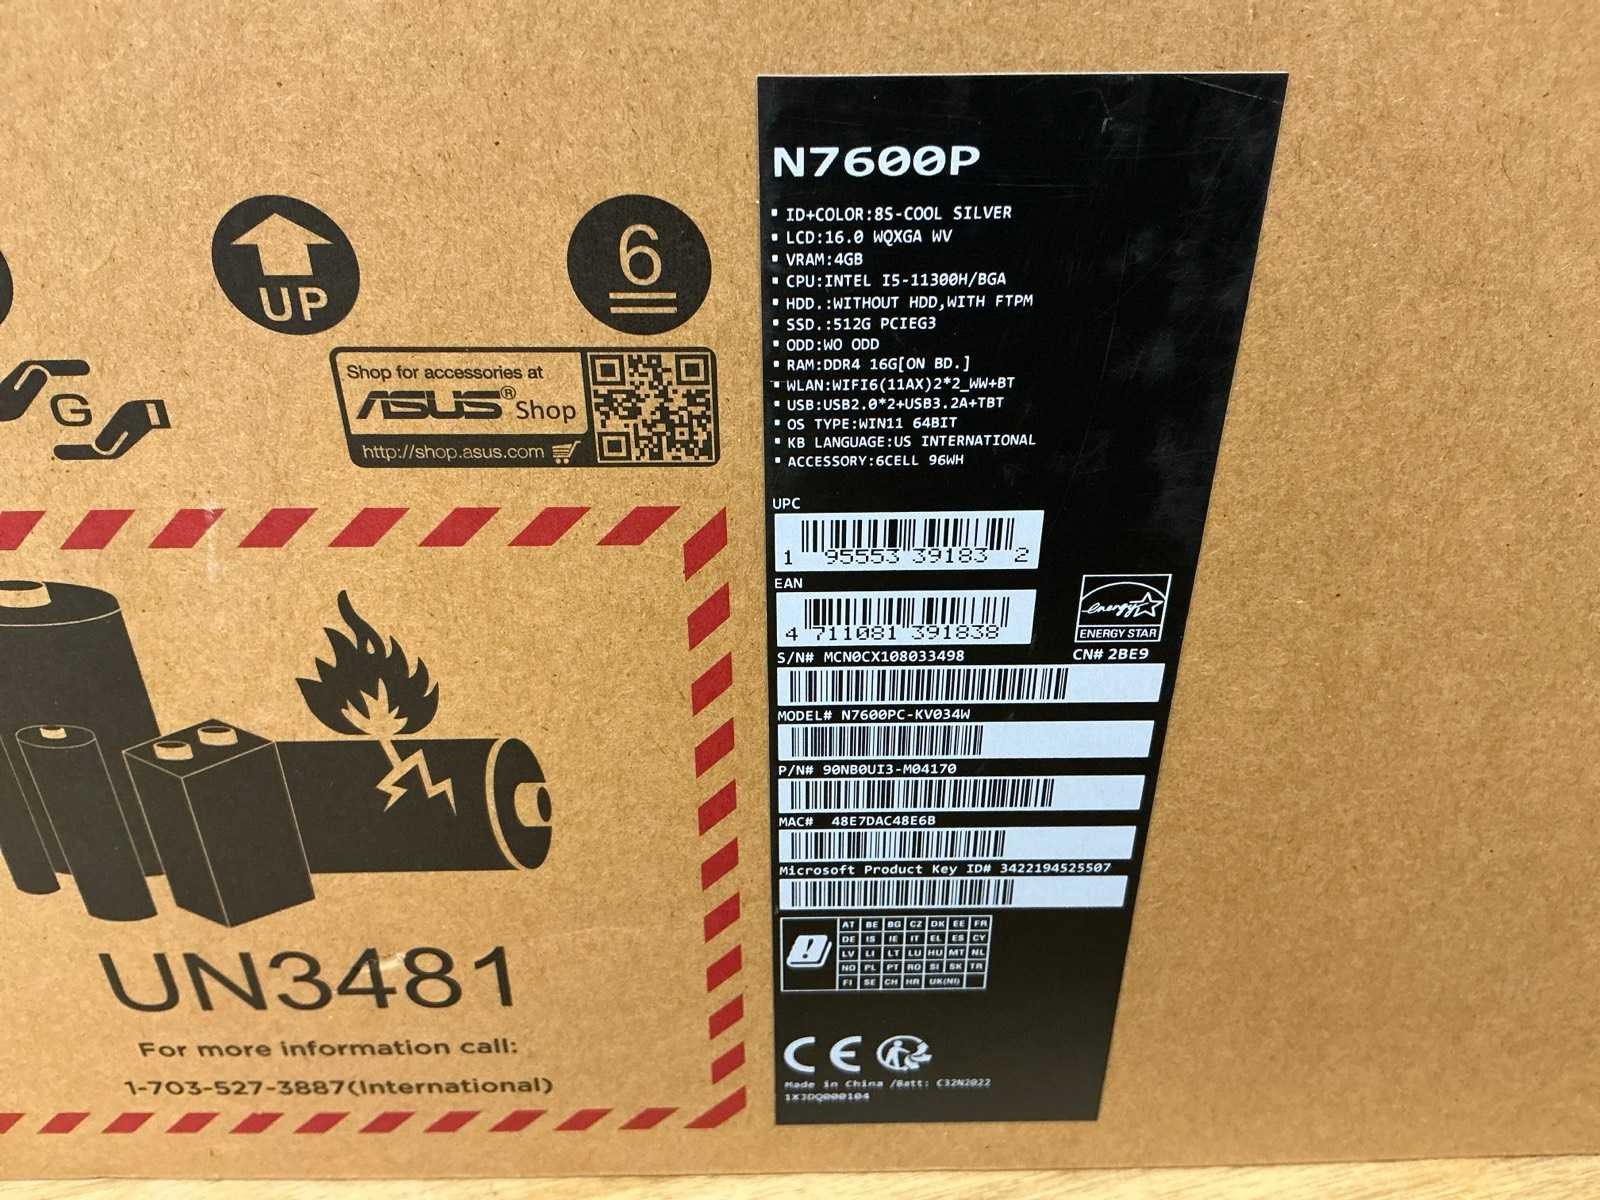 UP
6
G
Shop for accessories at
ASUS® Shop
http://shop.asus.com
UN3481
For more information call:
1-703-527-3887(International)
N7600P
▪ ID+COLOR:8S-COOL SILVER
▪ LCD:16.0 WQXGA WV
▪ VRAM:4GB
▪ CPU:INTEL I5-11300H/BGA
▪ HDD.:WITHOUT HDD,WITH FTPM
▪ SSD.:512G PCIEG3
▪ ODD:WO ODD
▪ RAM:DDR4 16G[ON BD.]
▪ WLAN:WIFI6(11AX)2*2_WW+BT
▪ USB:USB2.0*2+USB3.2A+TBT
▪ OS TYPE:WIN11 64BIT
▪ KB LANGUAGE:US INTERNATIONAL
▪ ACCESSORY:6CELL 96WH
UPC
1 95553 39183 2
EAN
4 711081 391838
energy
ENERGY STAR
S/N# MCN0CX108033498
CN# 2BE9
MODEL# N7600PC-KV034W
P/N# 90NB0UI3-M04170
MAC# 48E7DAC48E6B
Microsoft Product Key ID# 3422194525507
! AT BE BG CZ DK EE FR
DE IS IE IT EL ES CY
LV LI LT LU HU MT NL
NO PL PT RO SI SK TR
FI SE CH HR UK(NI)
CE
Made in China /Batt: C32N2022
1X3DQ000104